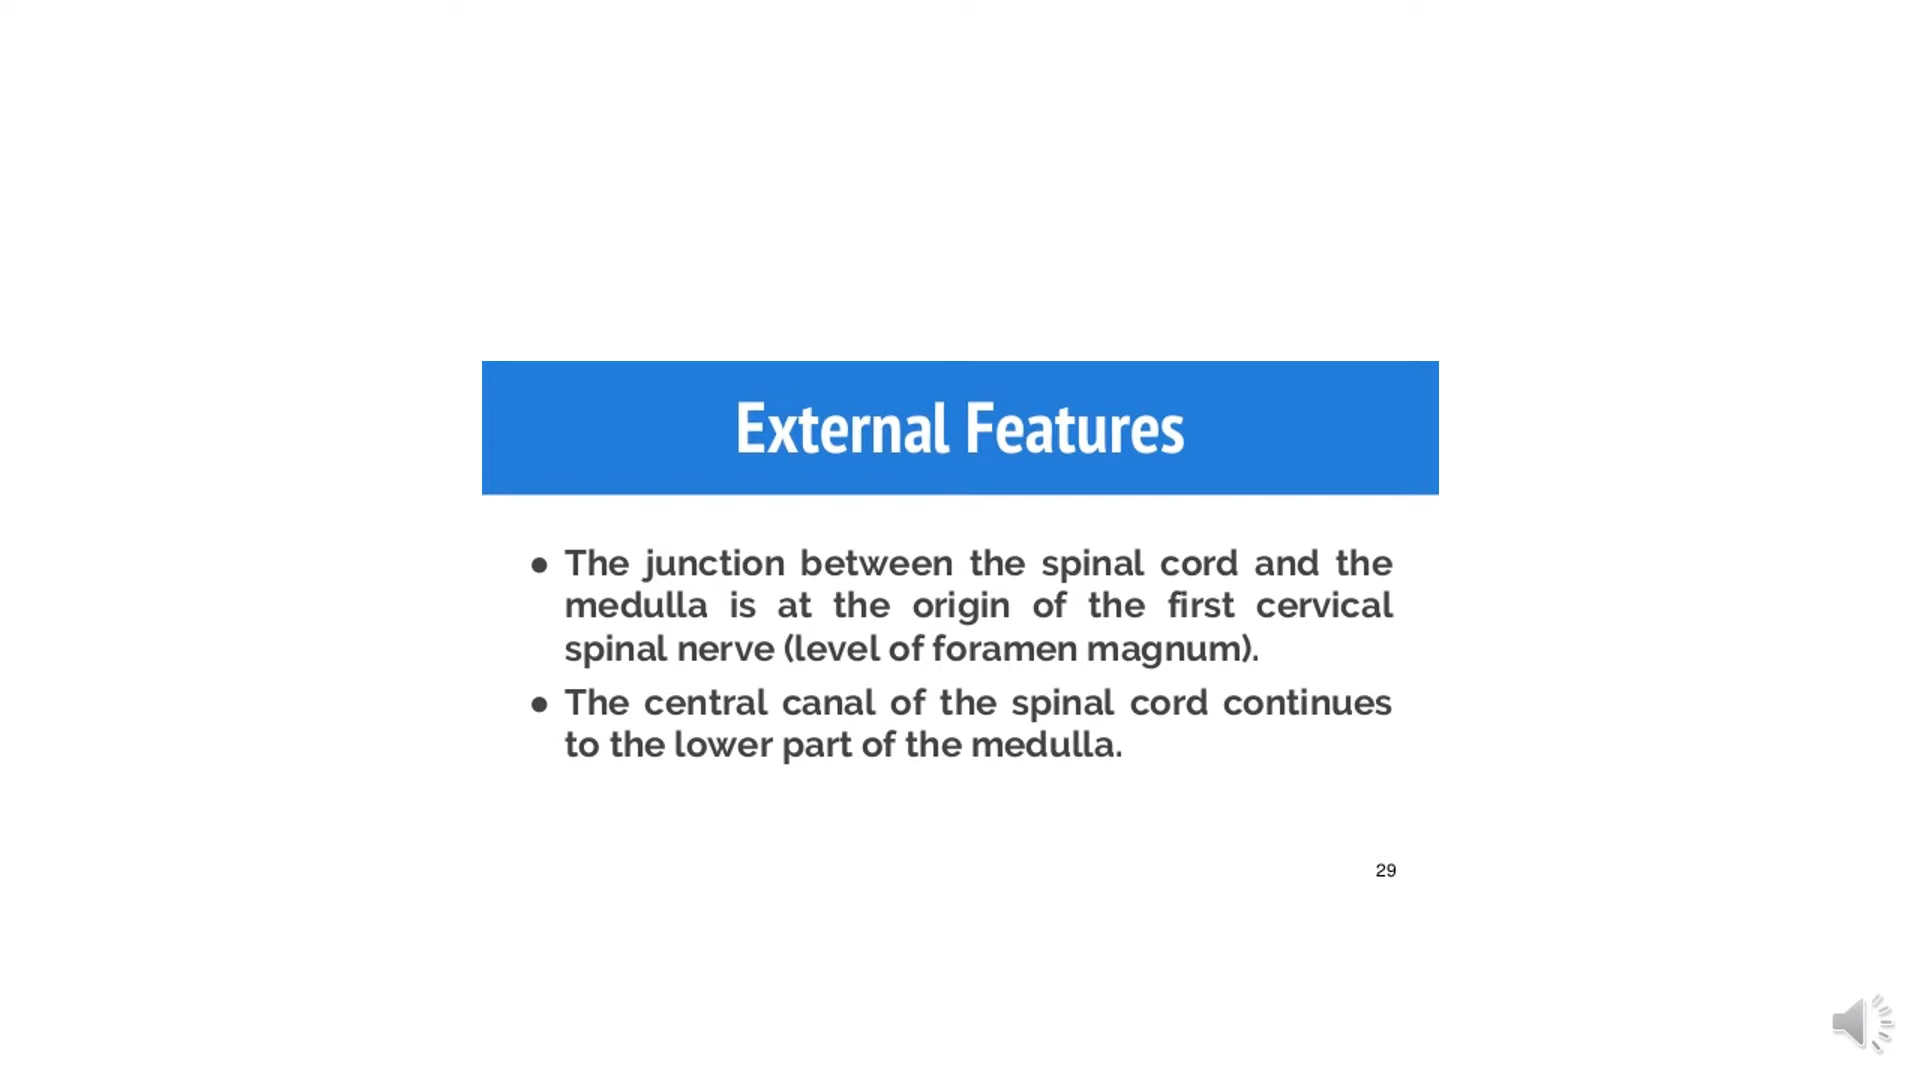 External Features
● The junction between the spinal cord and the
medulla is at the origin of the first cervical
spinal nerve (level of foramen magnum).
● The central canal of the spinal cord continues
to the lower part of the medulla.
29